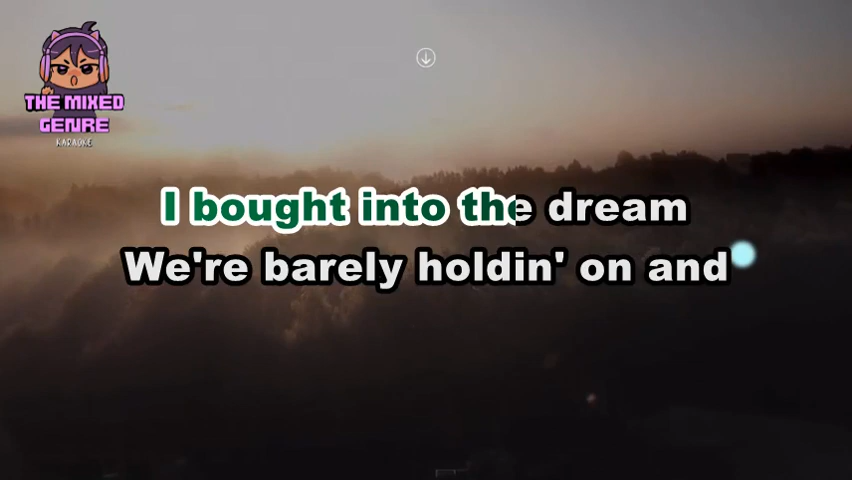 THE MIXED
GENRE
KARAOKE
I bought into the dream
We're barely holdin' on and